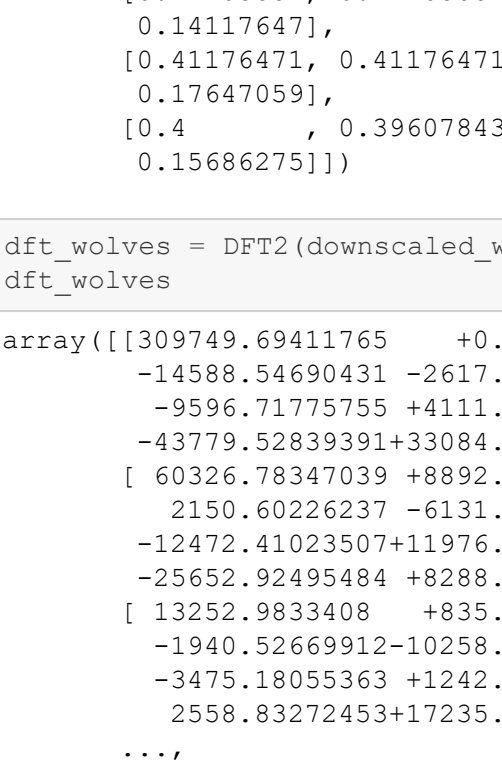 0.14117647],
[0.41176471, 0.41176471
0.17647059],
[0.4       , 0.39607843
0.15686275]])
dft_wolves = DFT2(downscaled_w
dft_wolves
array([[309749.69411765    +0.
-14588.54690431 -2617.
-9596.71775755 +4111.
-43779.52839391+33084.
[ 60326.78347039 +8892.
2150.60226237 -6131.
-12472.41023507+11976.
-25652.92495484 +8288.
[ 13252.9833408   +835.
-1940.52669912-10258.
-3475.18055363 +1242.
2558.83272453+17235.
...,